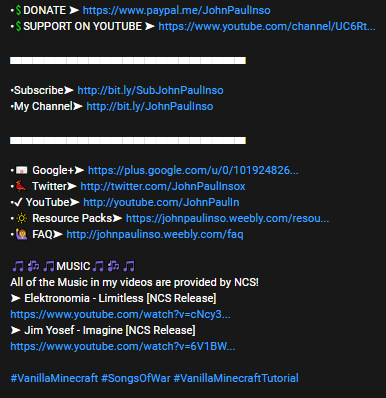 •💲DONATE ➤ https://www.paypal.me/JohnPaulInso
•💲SUPPORT ON YOUTUBE ➤ https://www.youtube.com/channel/UC6Rt...
•Subscribe➤ http://bit.ly/SubJohnPaulInso
•My Channel➤ http://bit.ly/JohnPaulInso
• Google+➤ https://plus.google.com/u/0/101924826...
• Twitter➤ http://twitter.com/JohnPaulInsox
•✔ YouTube➤ http://youtube.com/JohnPaulIn
• Resource Packs➤ https://johnpaulinso.weebly.com/resou...
• FAQ➤ http://johnpaulinso.weebly.com/faq
🎵🎶🎵MUSIC🎵🎶🎵
All of the Music in my videos are provided by NCS!
➤ Elektronomia - Limitless [NCS Release]
https://www.youtube.com/watch?v=cNcy3...
➤ Jim Yosef - Imagine [NCS Release]
https://www.youtube.com/watch?v=6V1BW...
#VanillaMinecraft #SongsOfWar #VanillaMinecraftTutorial